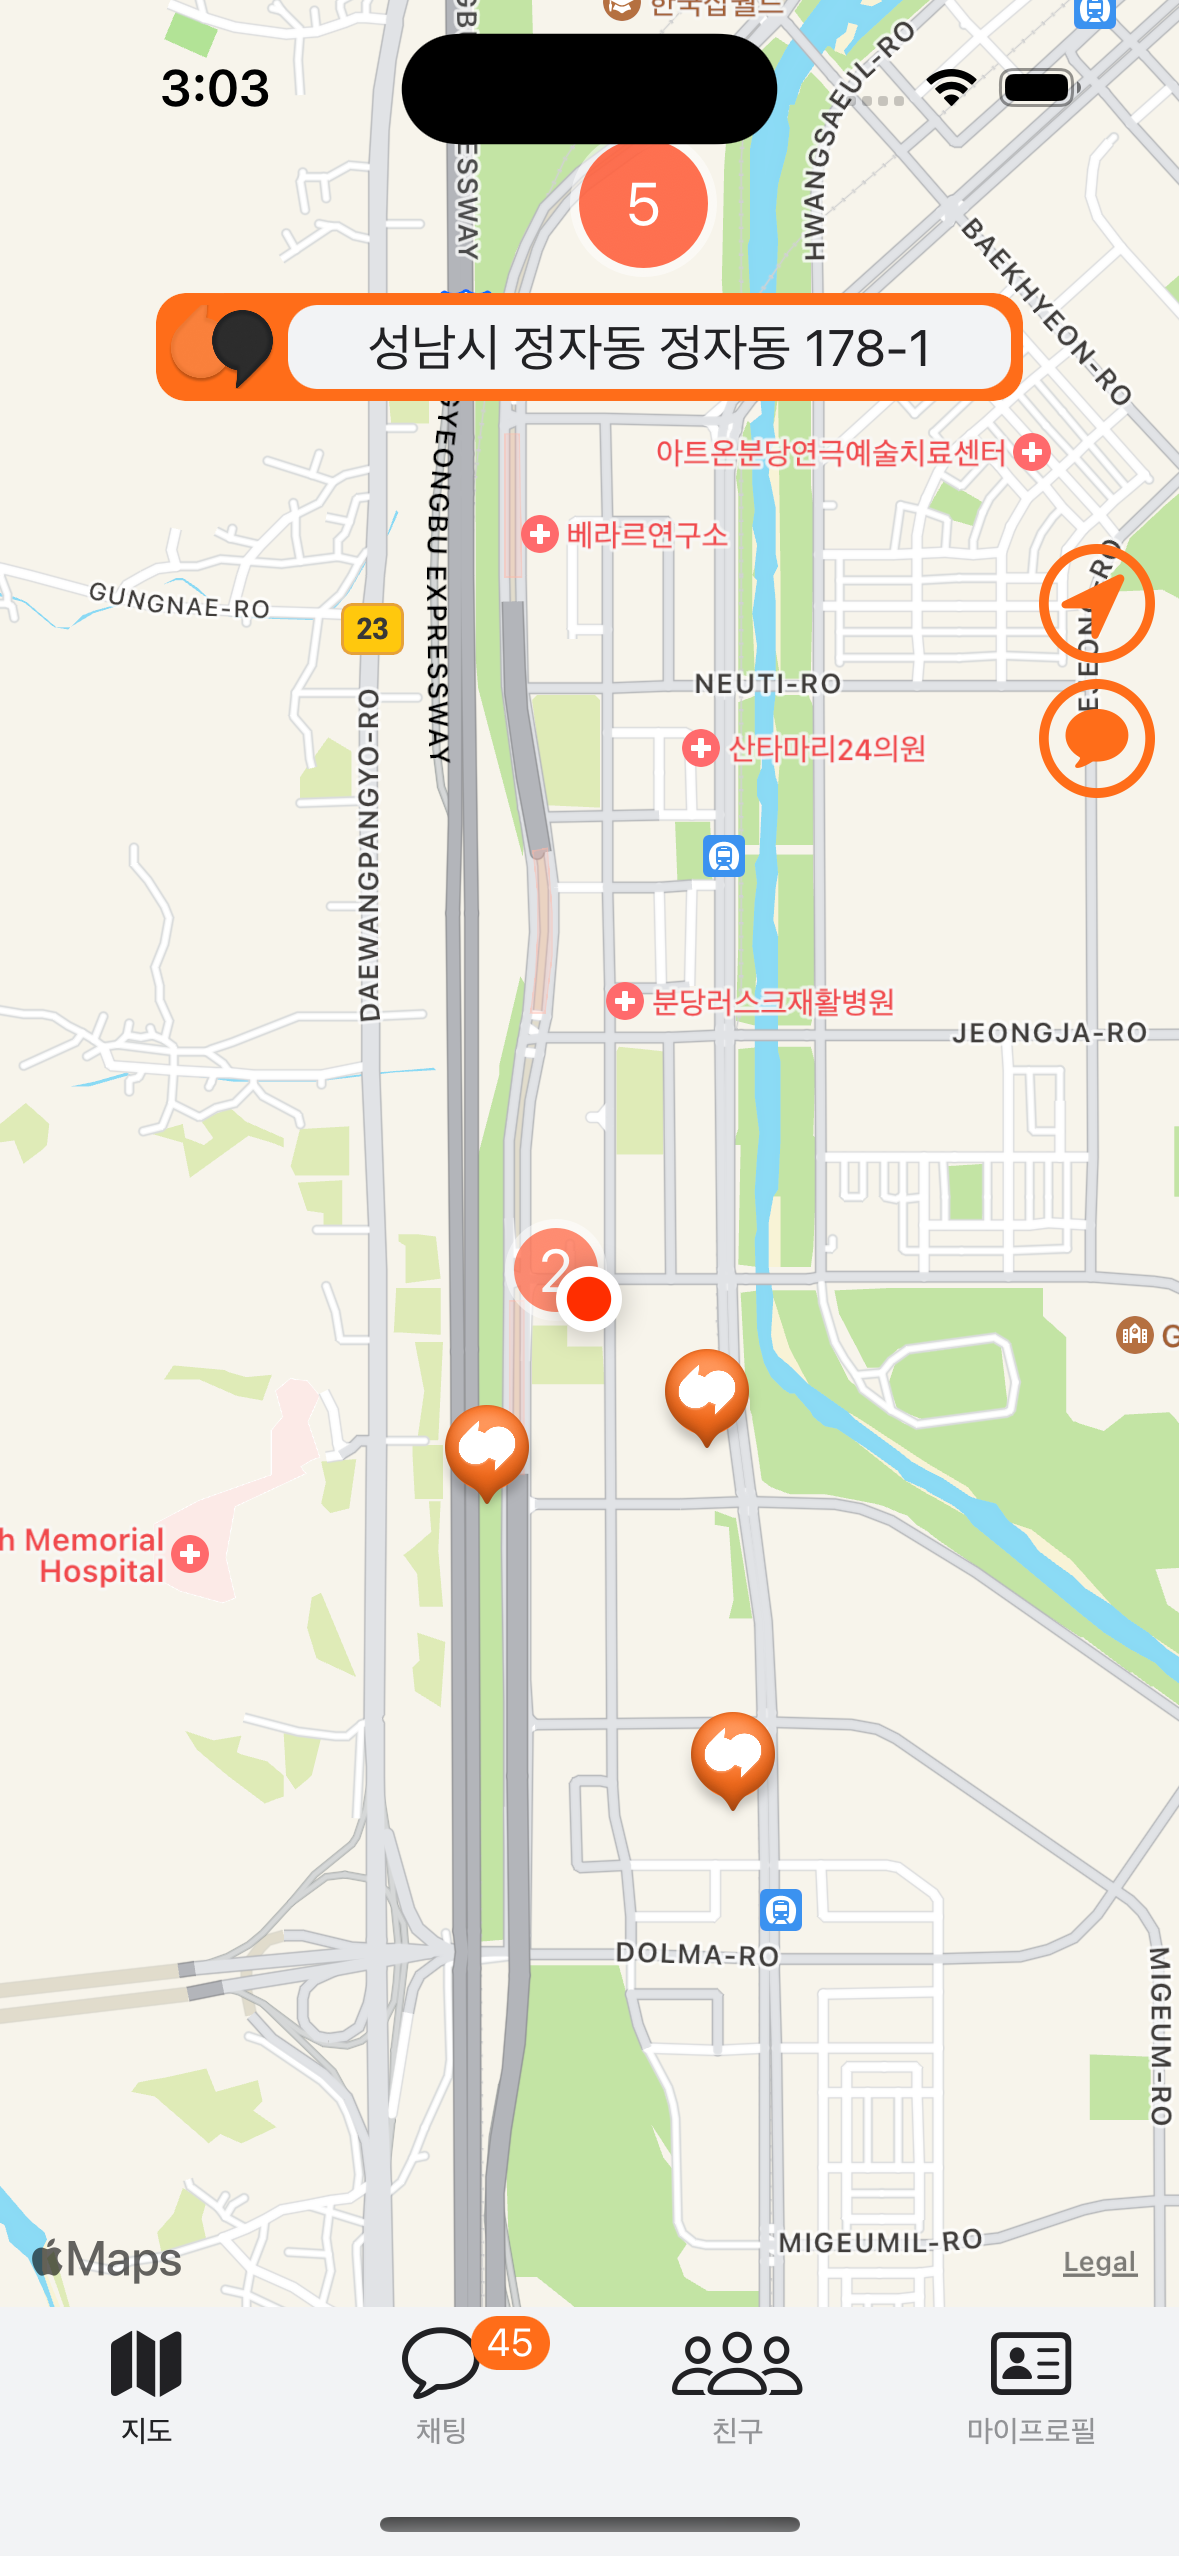 한국잡월드
3:03
HWANGSAEUL-RO
ESSWAY
5
BAEKHYEON-RO
성남시 정자동 정자동 178-1
아트온분당연극예술치료센터
베라르연구소
GYEONGBU EXPRESSWAY
GUNGNAE-RO
23
NEUTI-RO
산타마리24의원
DAEWANGPANGYO-RO
분당러스크재활병원
JEONGJA-RO
2
G
h Memorial
Hospital
DOLMA-RO
MIGEUM-RO
MIGEUMIL-RO
Maps
Legal
45
지도
채팅
친구
마이프로필